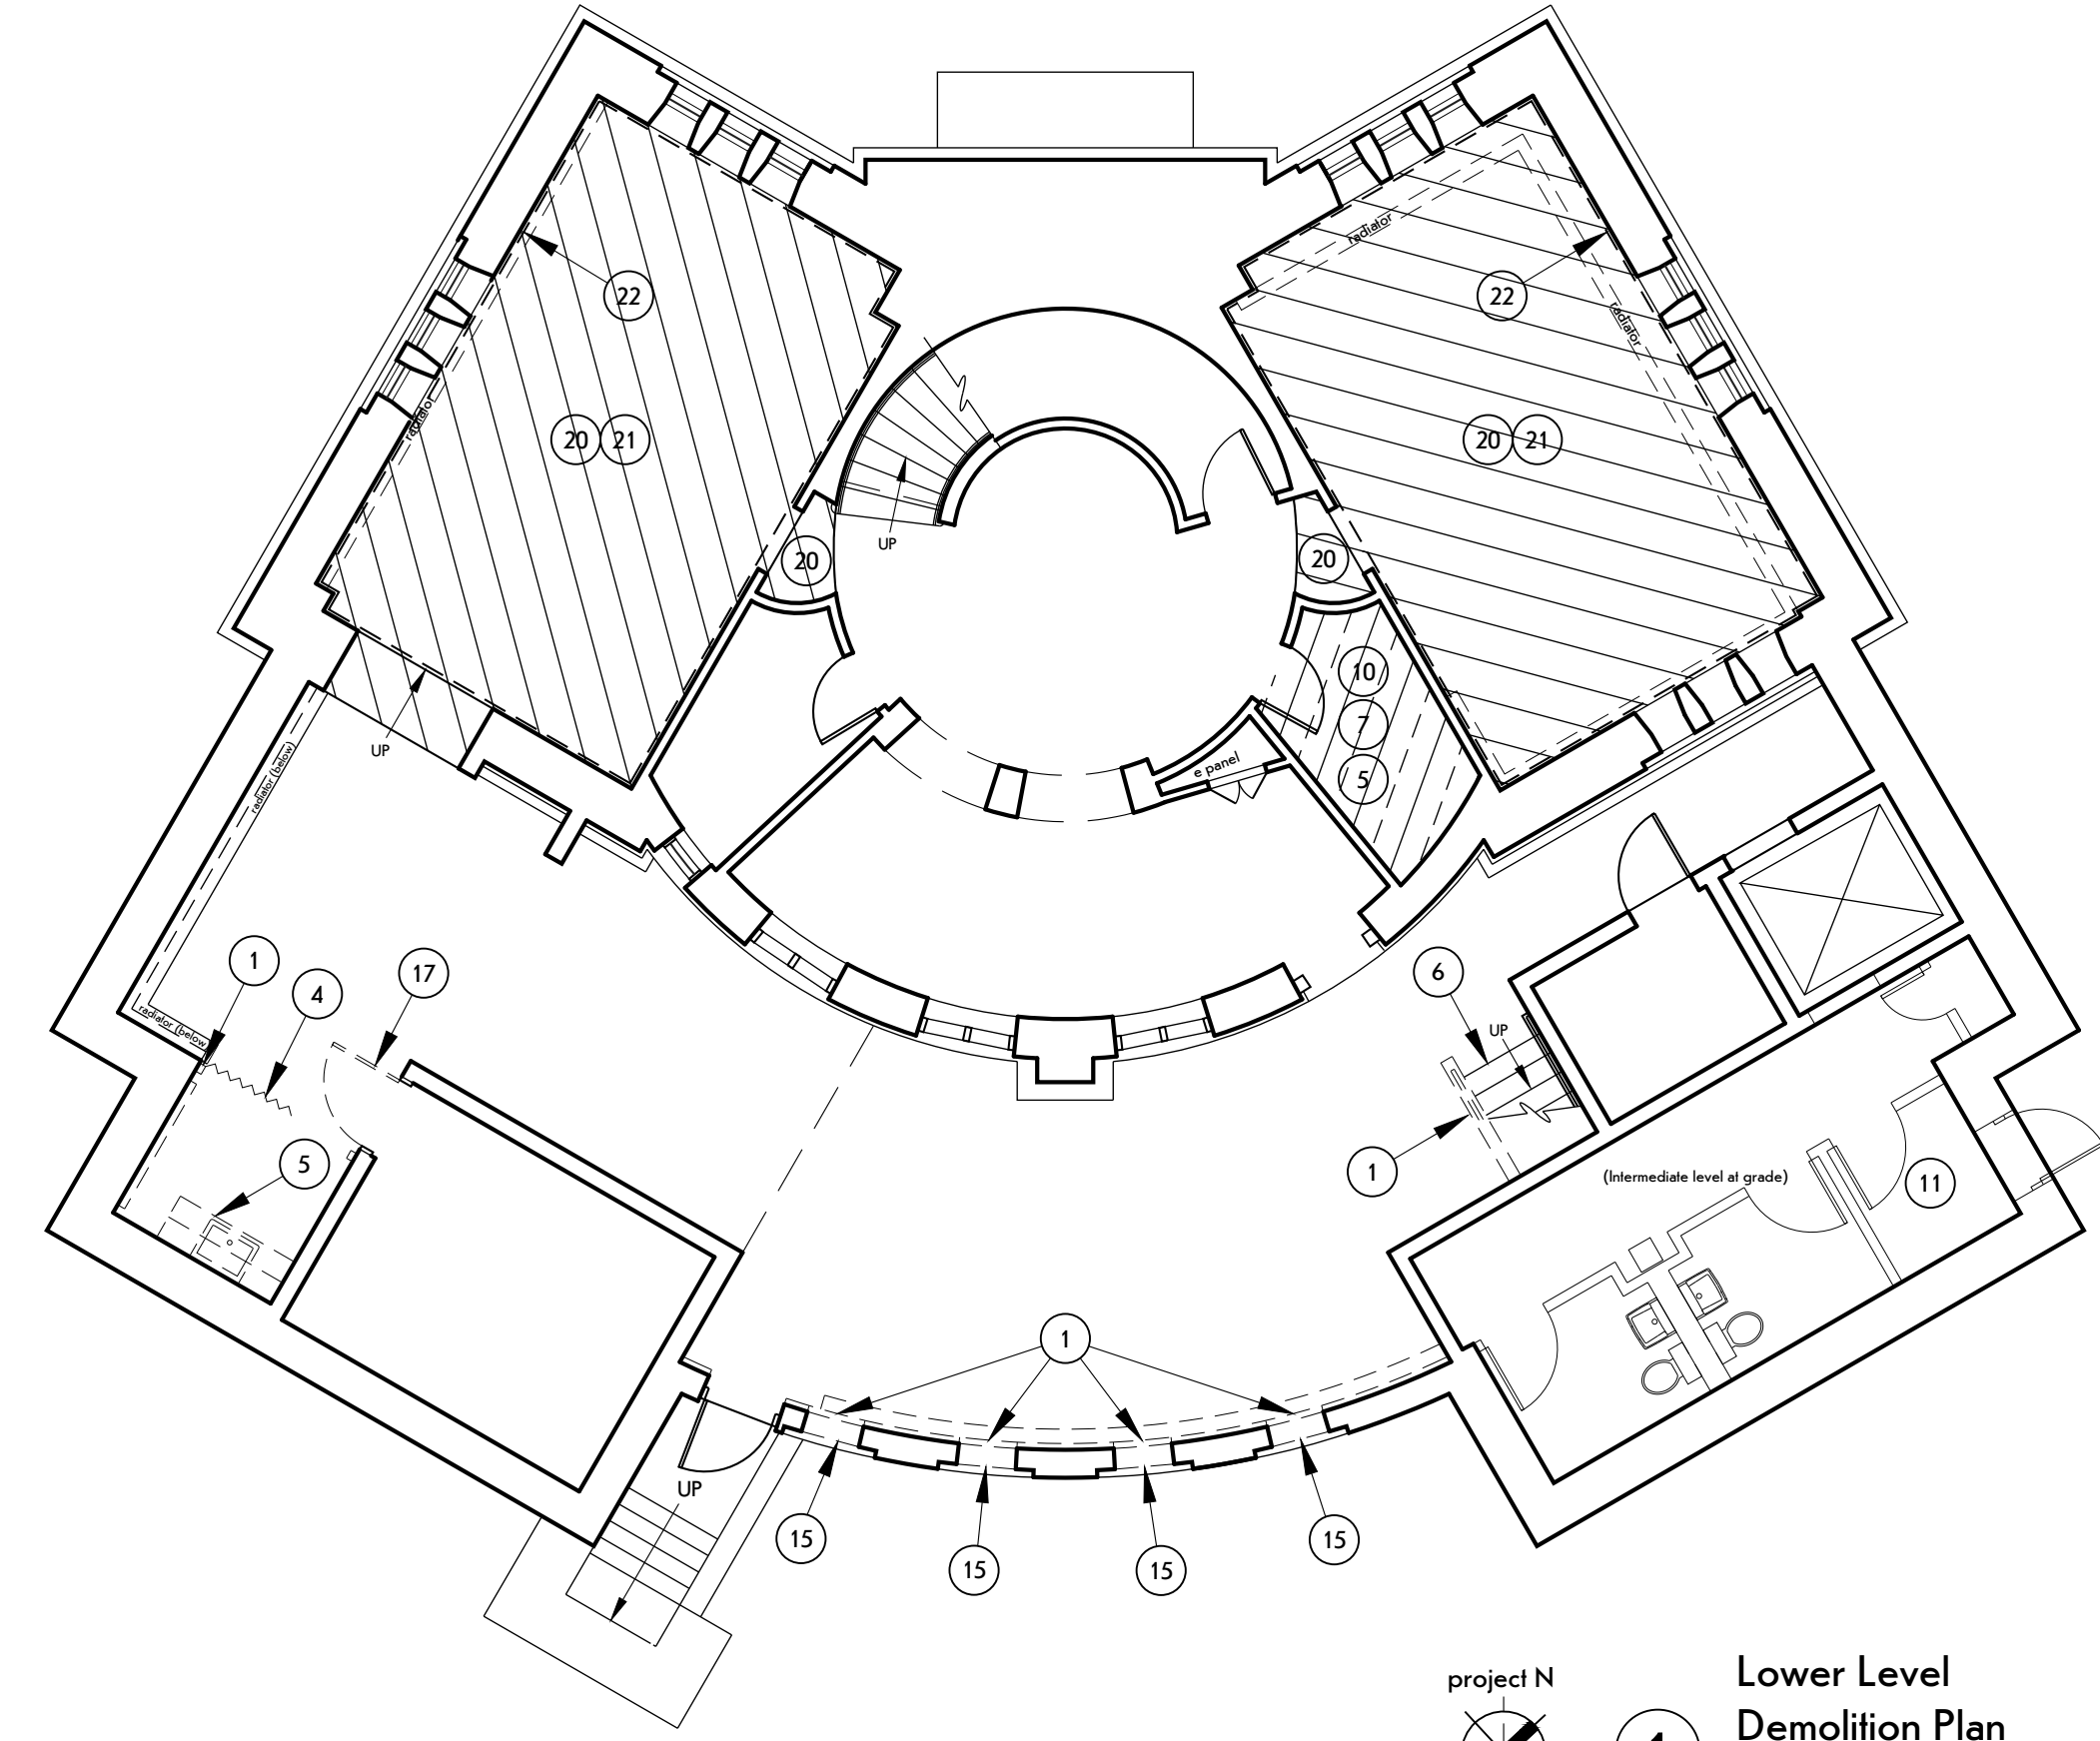 radiator
22
22
radiator
radiator
20 21
20 21
UP
20
20
10
7
5
UP
e panel
radiator (below)
1
4
17
6
radiator (below
UP
5
1
(Intermediate level at grade)
11
1
UP
15
15
15
15
project N
Lower Level
Demolition Plan